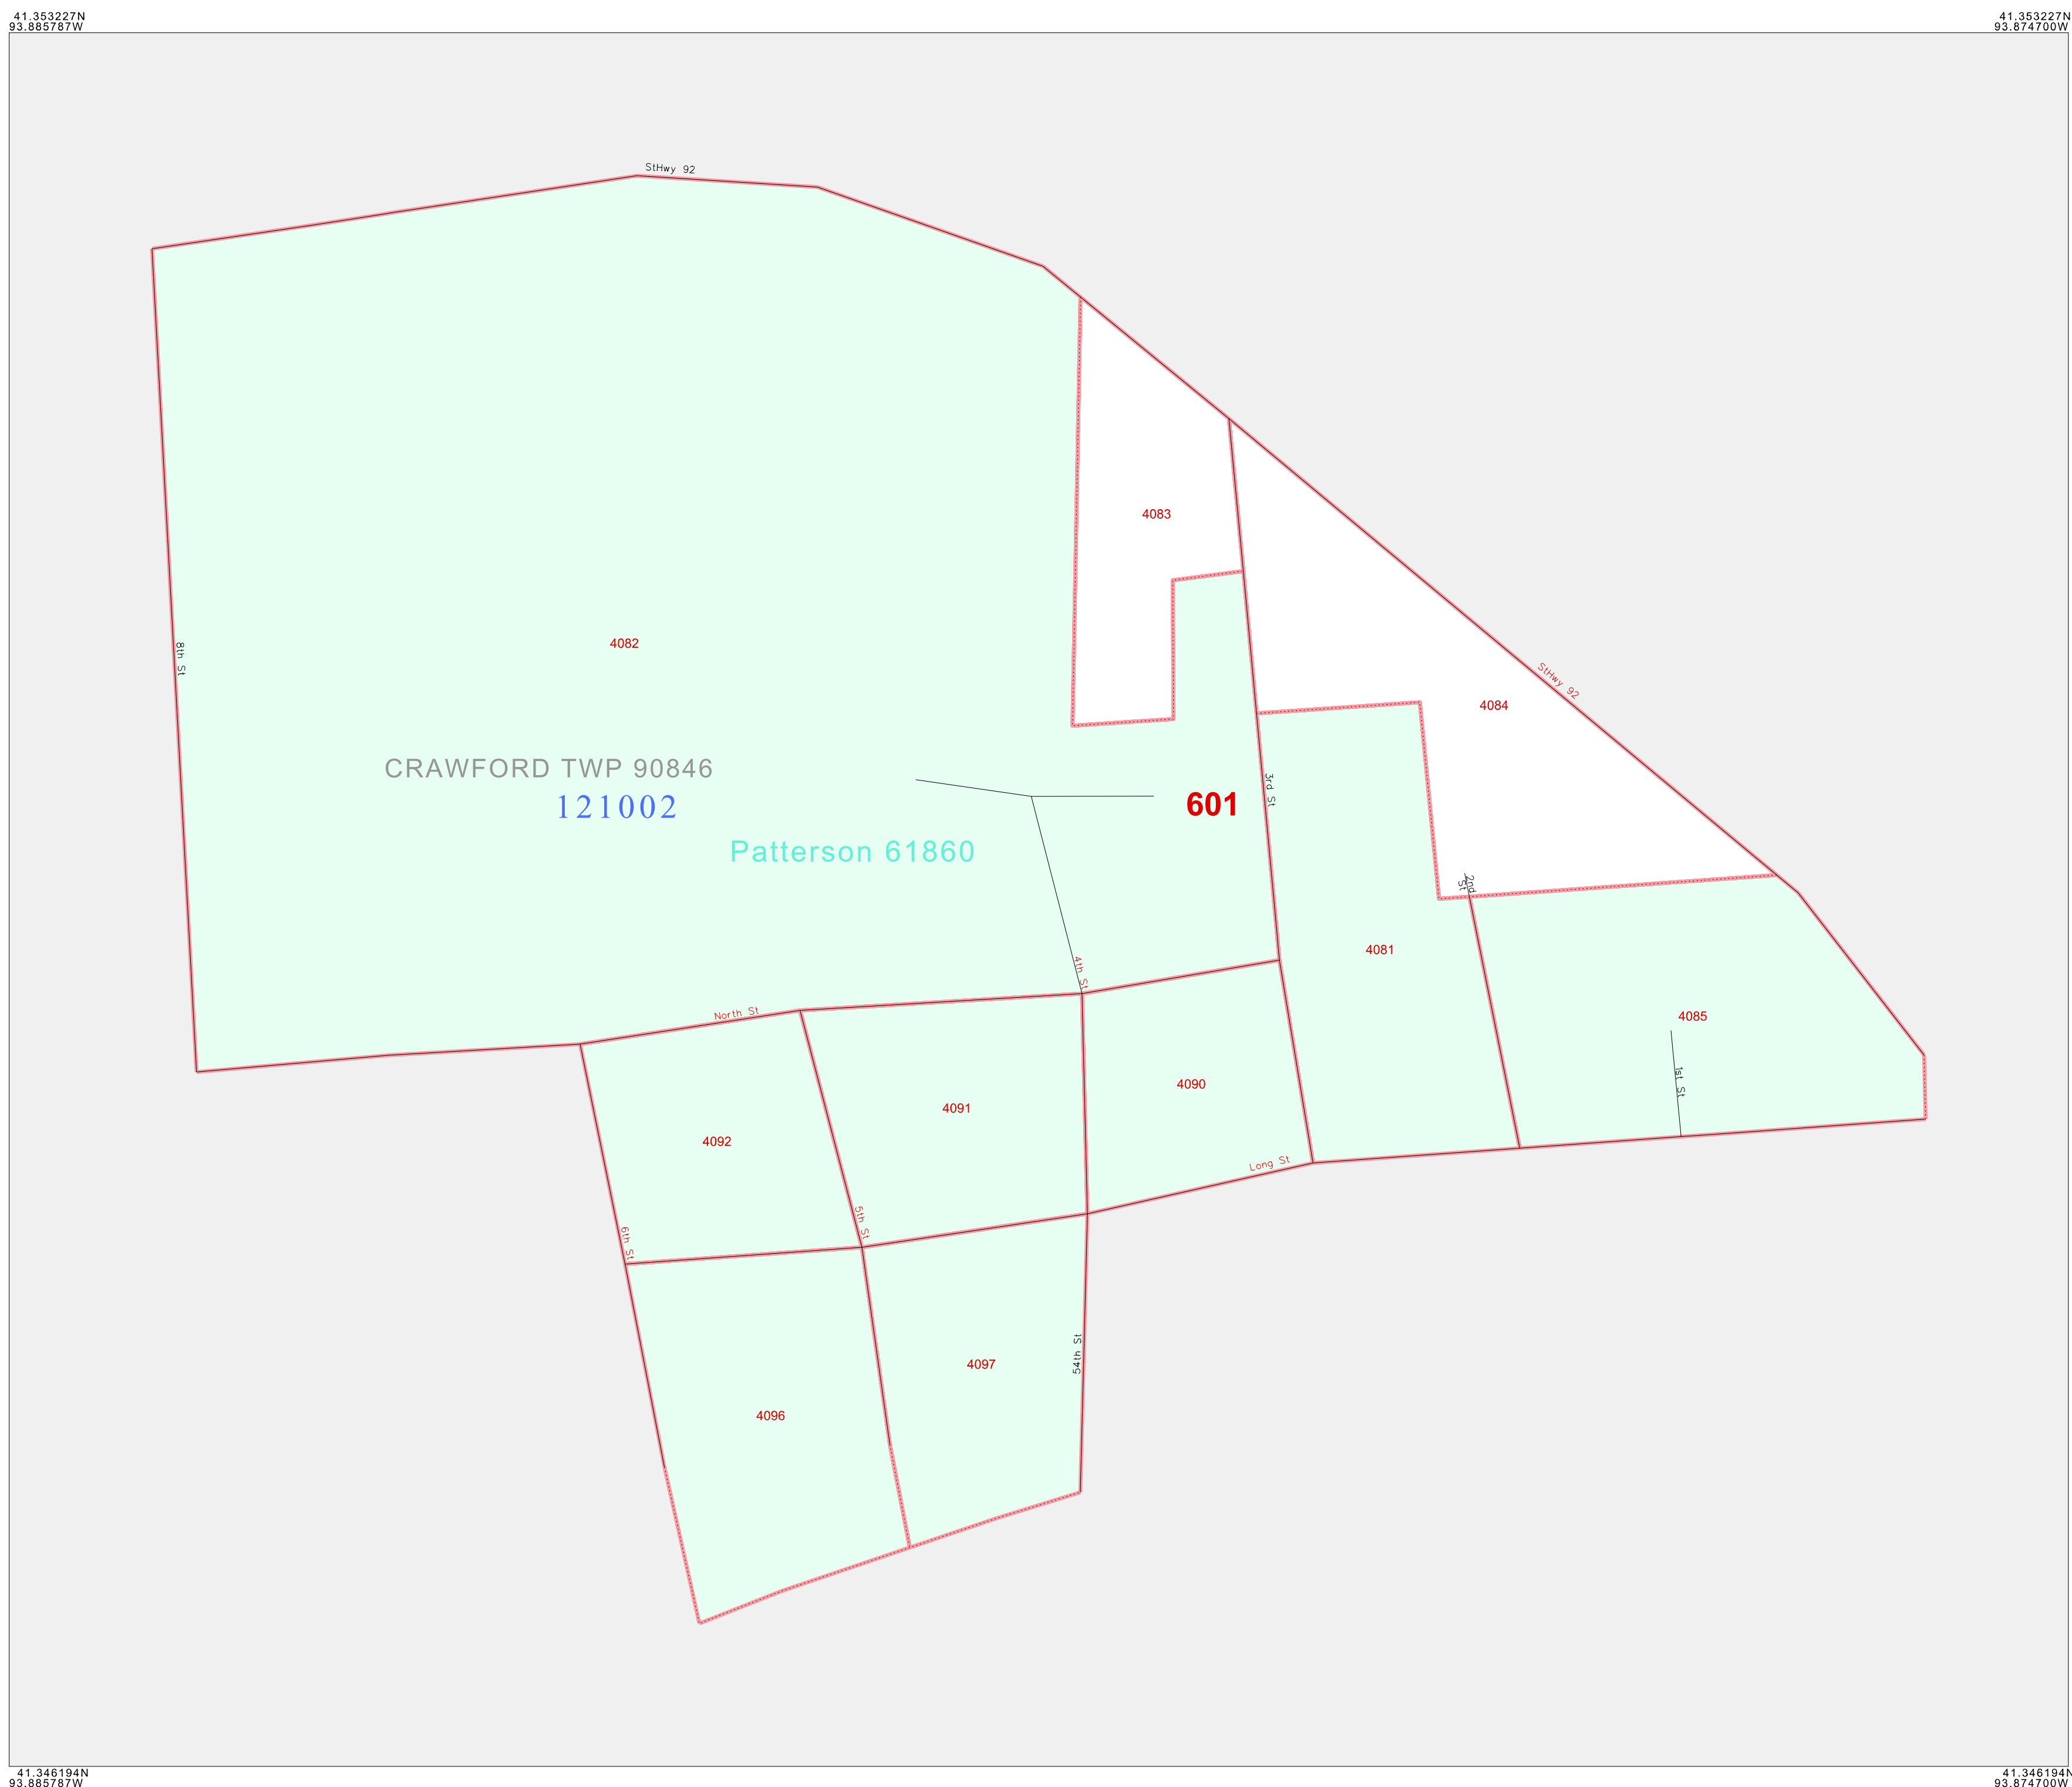 41.353227N
93.885787W
41.353227N
93.874700W
StHwy 92
4083
8th St
4082
StHwy 92
4084
CRAWFORD TWP 90846
121002
601
3rd St
Patterson 61860
2nd
St
4081
4th St
North St
4085
1st St
4090
4091
4092
Long St
5th St
6th St
54th St
4097
4096
41.346194N
93.885787W
41.346194N
93.874700W